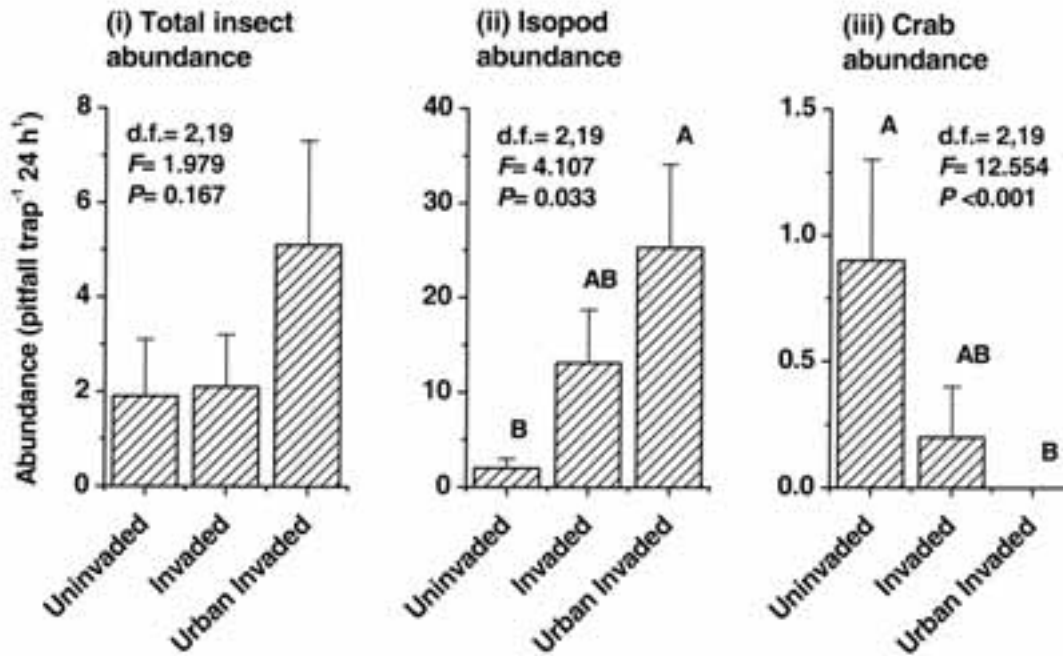 (i) Total insect
abundance
(ii) Isopod
abundance
(iii) Crab
abundance
Abundance (pitfall trap⁻¹ 24 h¹)
8
6
4
2
0
d.f.= 2,19
F= 1.979
P= 0.167
Uninvaded
Invaded
Urban Invaded
40
30
20
10
0
d.f.= 2,19
F= 4.107
P= 0.033
B
AB
A
Uninvaded
Invaded
Urban Invaded
1.5
1.0
0.5
0.0
d.f.= 2,19
F= 12.554
P <0.001
A
AB
B
Uninvaded
Invaded
Urban Invaded